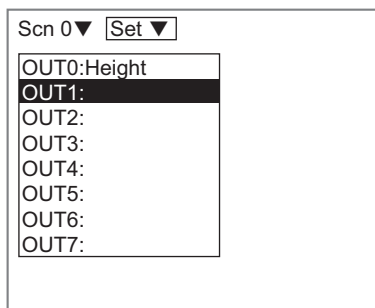 Scn 0▼ Set ▼
OUT0:Height
OUT1:
OUT2:
OUT3:
OUT4:
OUT5:
OUT6:
OUT7: